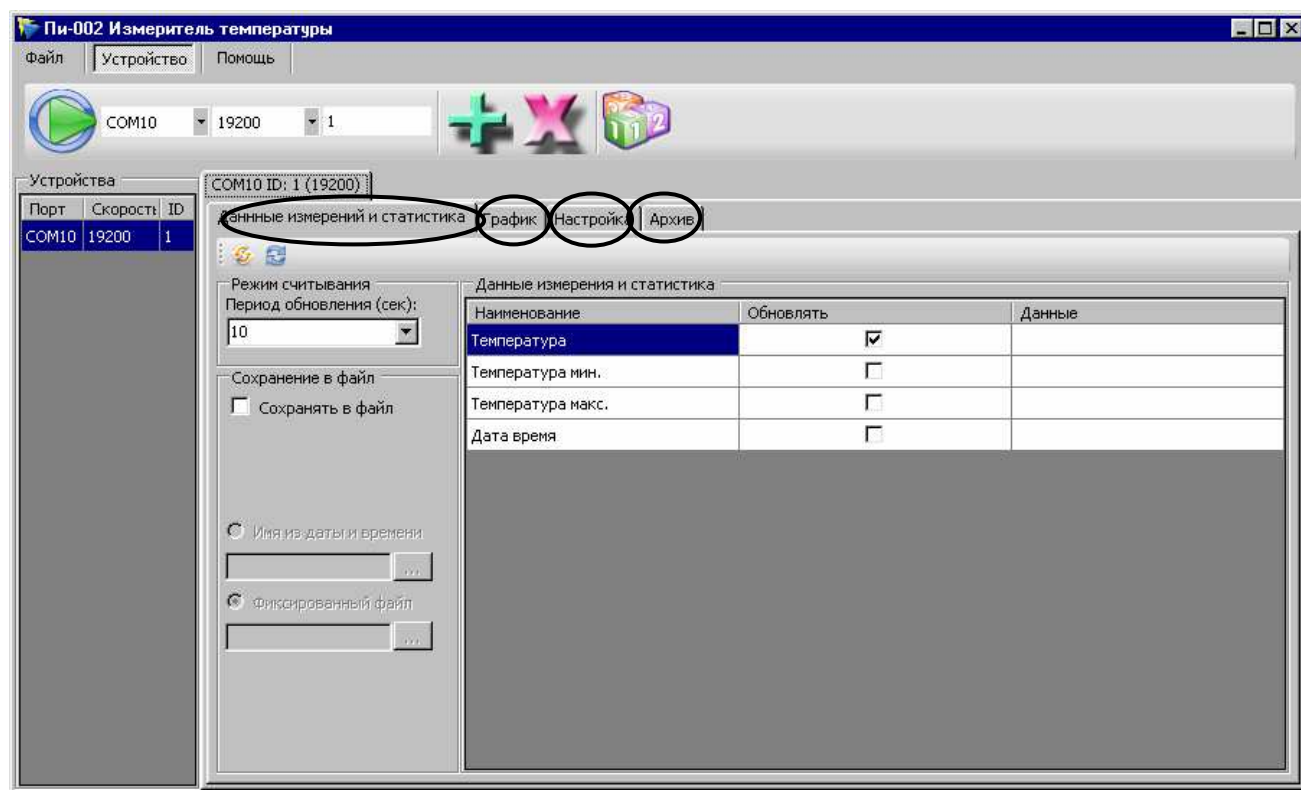 Пи-002 Измеритель температуры
Файл Устройство Помощь
COM10 19200 1
Устройства
COM10 ID: 1 (19200)
Порт Скорость ID
COM10 19200 1
Даннные измерений и статистика График Настройка Архив
Режим считывания
Период обновления (сек):
10
Сохранение в файл
Сохранять в файл
Имя из даты и времени
...
Фиксированный файл
...
Данные измерения и статистика
Наименование Обновлять Данные
Температура
Температура мин.
Температура макс.
Дата время